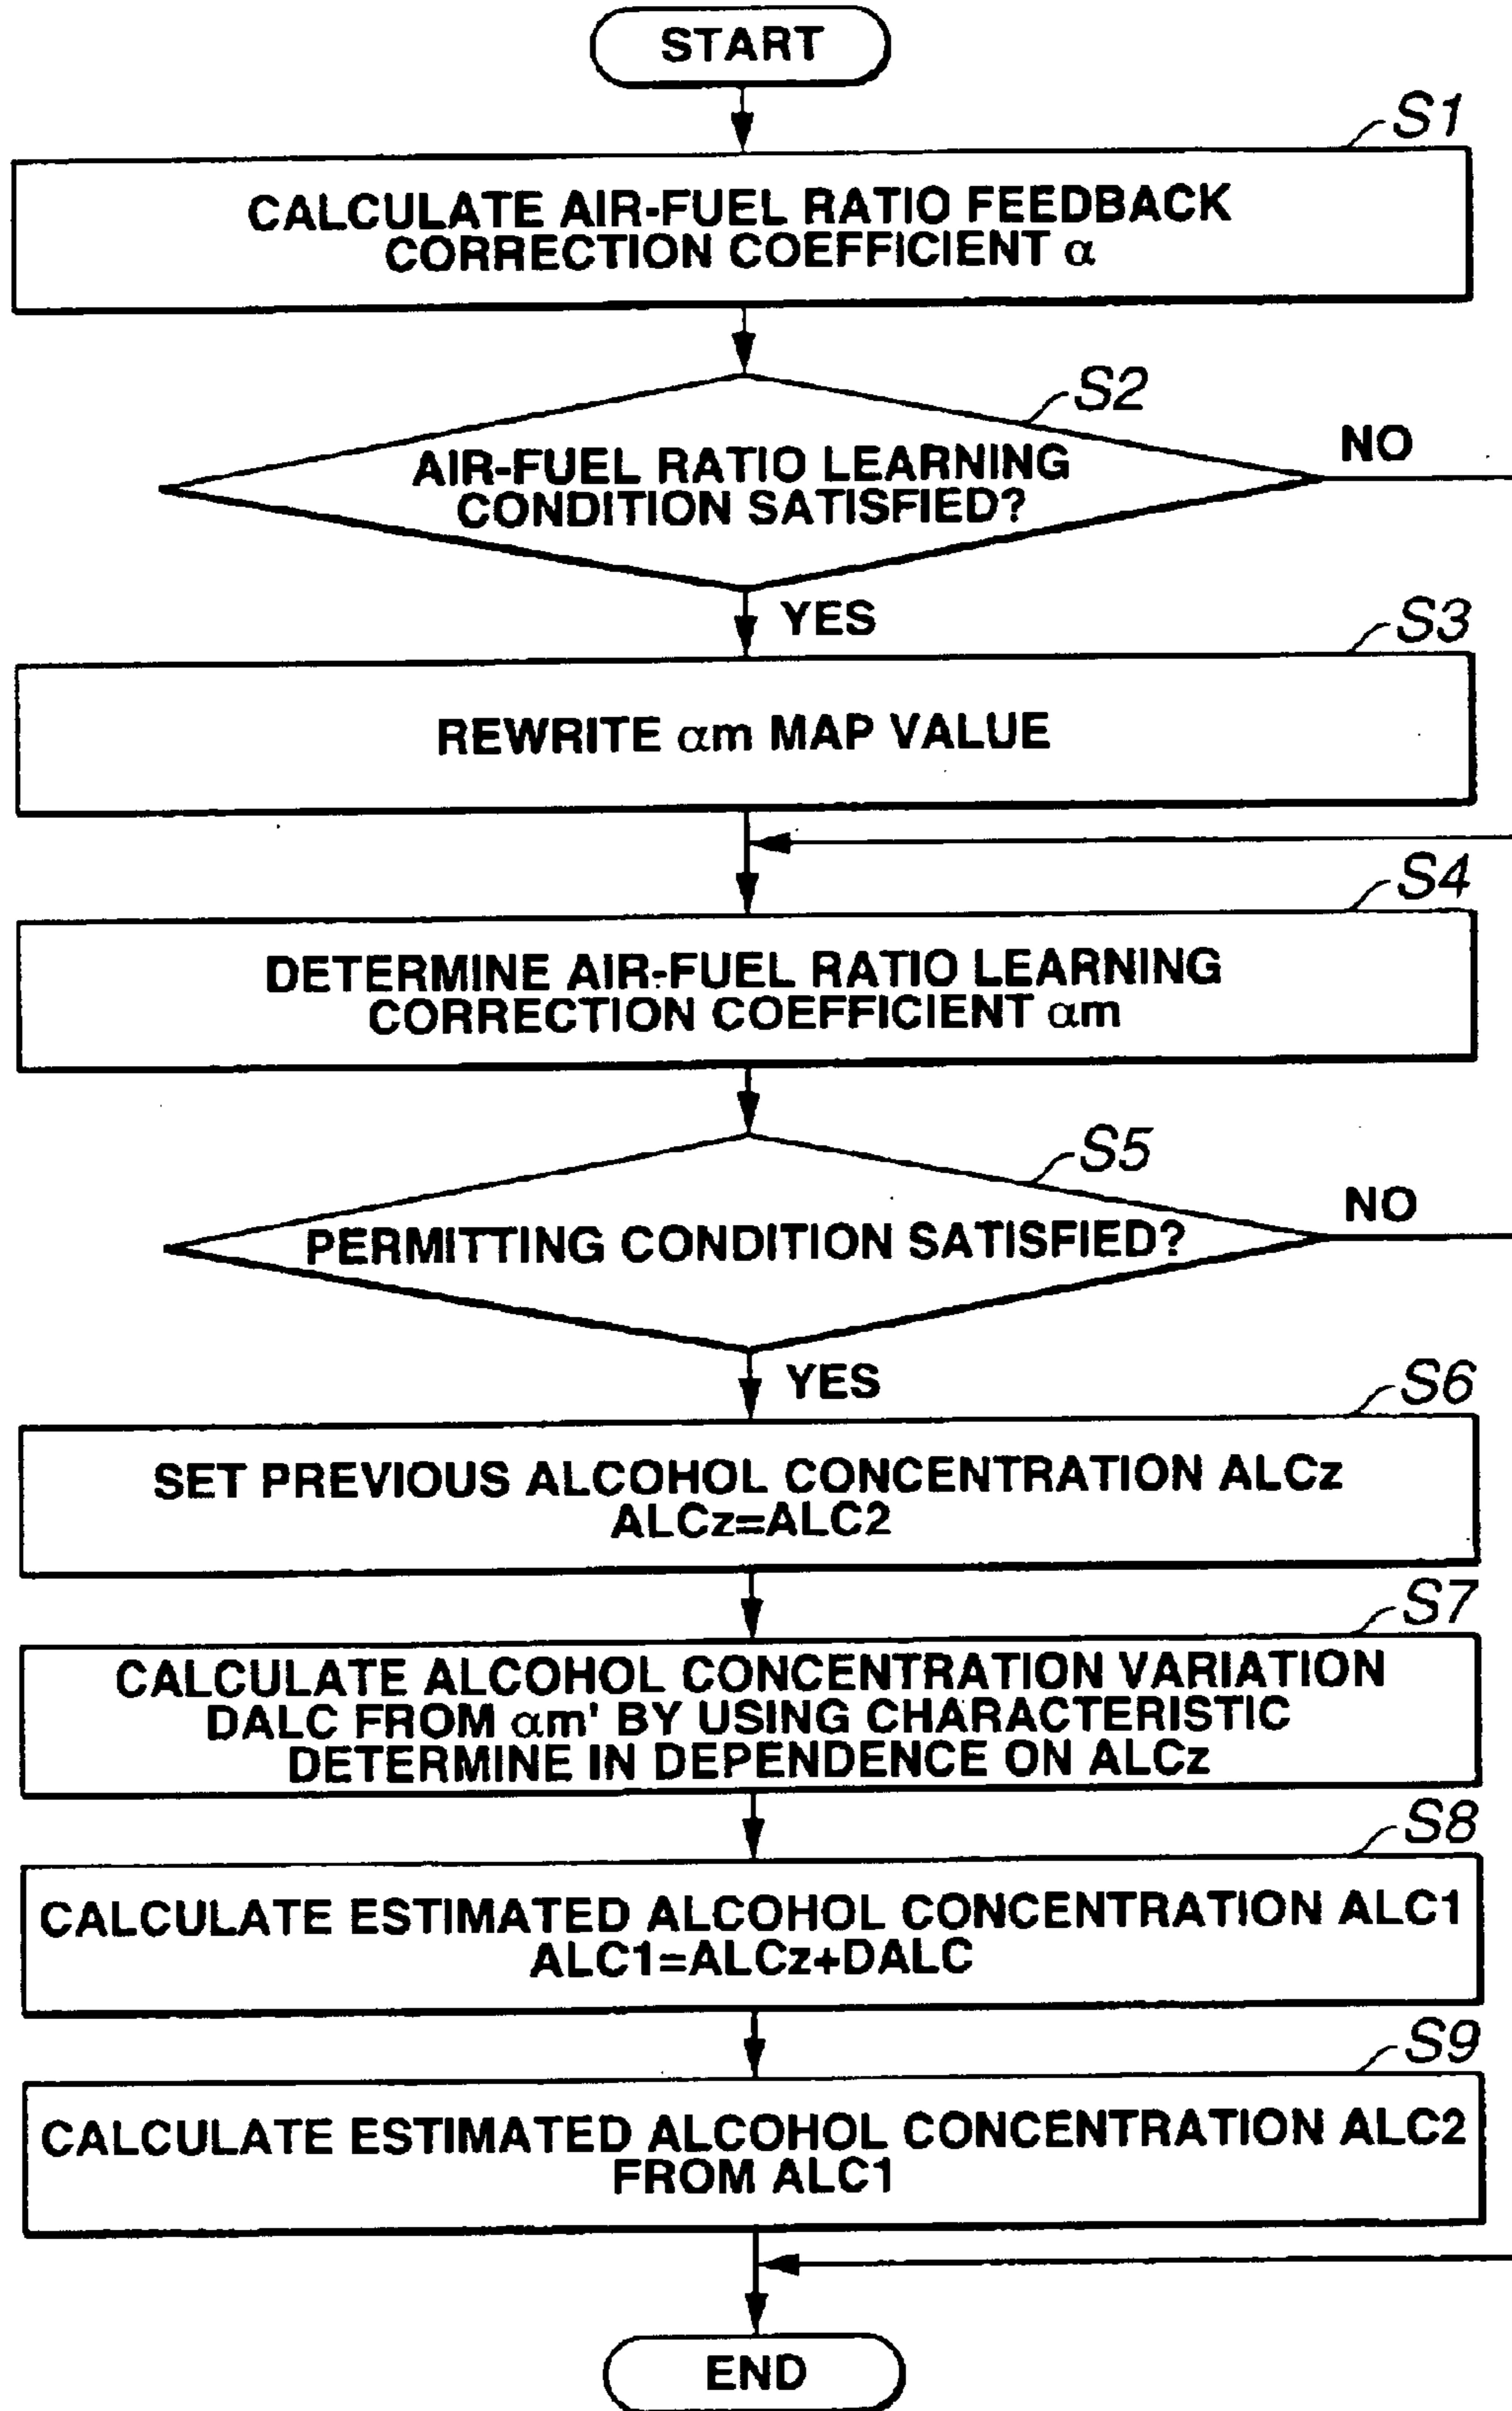 START
S1
CALCULATE AIR-FUEL RATIO FEEDBACK
CORRECTION COEFFICIENT α
S2
AIR-FUEL RATIO LEARNING
CONDITION SATISFIED?
NO
YES
S3
REWRITE αm MAP VALUE
S4
DETERMINE AIR-FUEL RATIO LEARNING
CORRECTION COEFFICIENT αm
S5
PERMITTING CONDITION SATISFIED?
NO
YES
S6
SET PREVIOUS ALCOHOL CONCENTRATION ALCz
ALCz=ALC2
S7
CALCULATE ALCOHOL CONCENTRATION VARIATION
DALC FROM αm' BY USING CHARACTERISTIC
DETERMINE IN DEPENDENCE ON ALCz
S8
CALCULATE ESTIMATED ALCOHOL CONCENTRATION ALC1
ALC1=ALCz+DALC
S9
CALCULATE ESTIMATED ALCOHOL CONCENTRATION ALC2
FROM ALC1
END